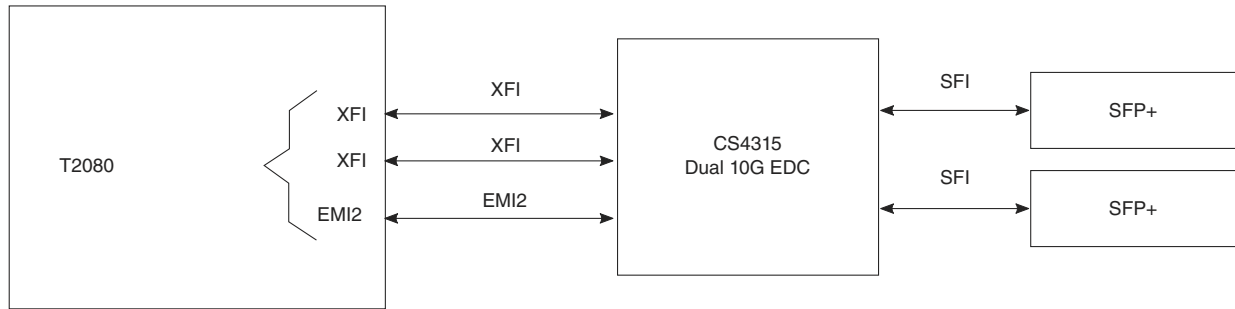 T2080
XFI
XFI
EMI2
XFI
XFI
EMI2
CS4315
Dual 10G EDC
SFI
SFI
SFP+
SFP+